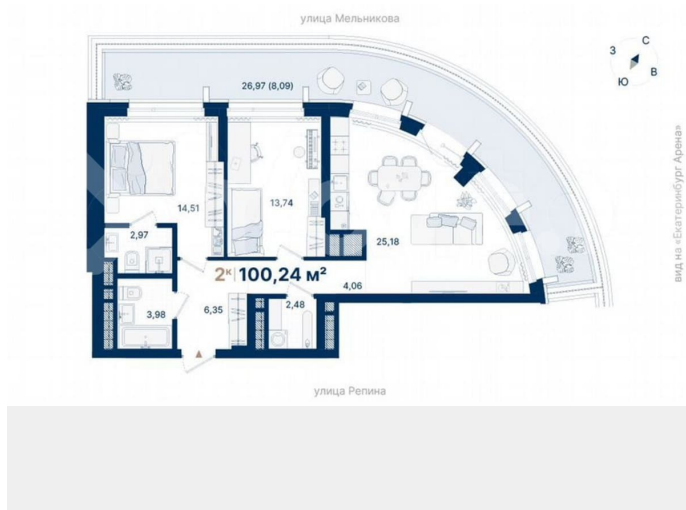 улица Мельникова
С
З
В
Ю
26,97 (8,09)
14,51
13,74
25,18
2,97
2К 100,24 м²
4,06
3,98
6,35
2,48
улица Репина
вид на «Екатеринбург Арена»